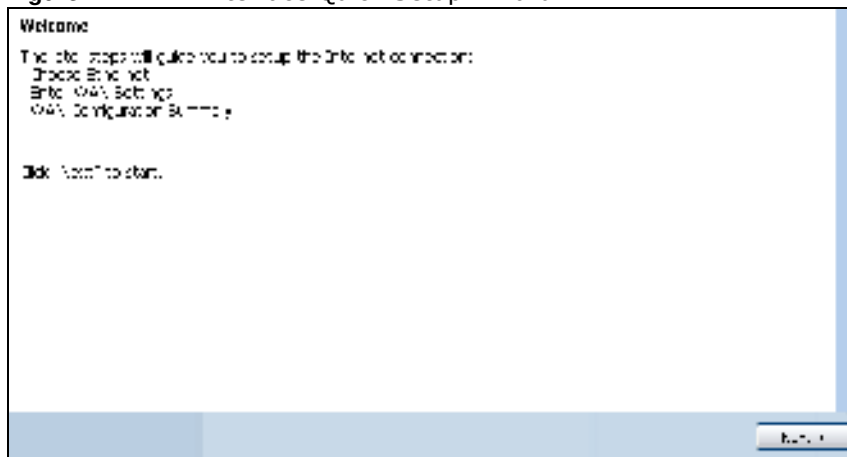 Welcome
The steps will guide you to setup the Internet connection:
Choose Ethernet
Enter WAN Settings
WAN Configuration Summary
Click "Next" to start.
Next >